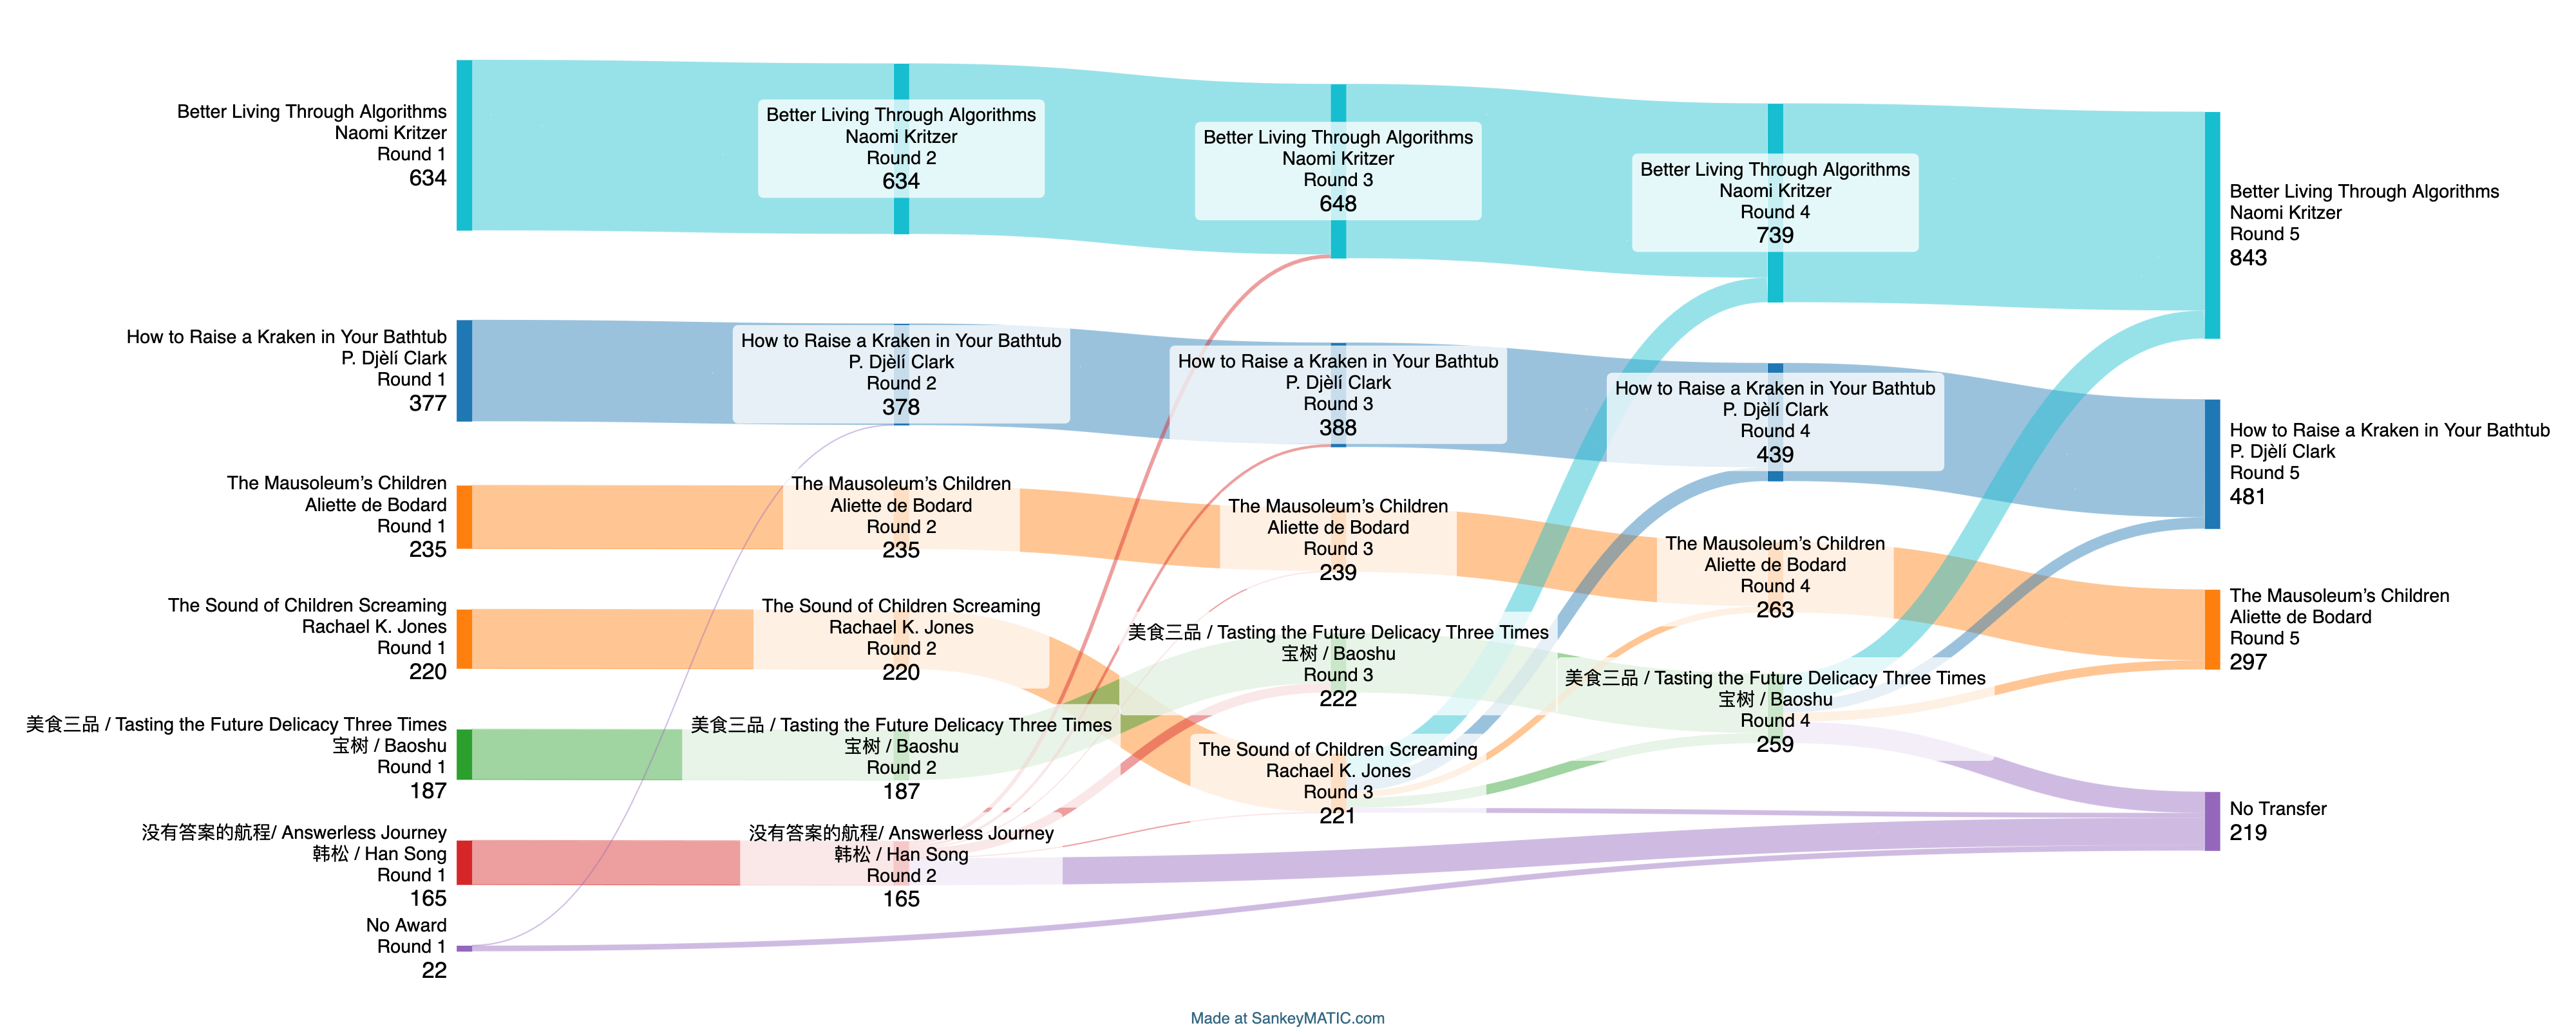 Better Living Through Algorithms
Naomi Kritzer
Round 1
634
How to Raise a Kraken in Your Bathtub
P. Djèlí Clark
Round 1
377
The Mausoleum’s Children
Aliette de Bodard
Round 1
235
The Sound of Children Screaming
Rachael K. Jones
Round 1
220
美食三品 / Tasting the Future Delicacy Three Times
宝树 / Baoshu
Round 1
187
没有答案的航程/ Answerless Journey
韩松 / Han Song
Round 1
165
No Award
Round 1
22
Better Living Through Algorithms
Naomi Kritzer
Round 2
634
How to Raise a Kraken in Your Bathtub
P. Djèlí Clark
Round 2
378
The Mausoleum’s Children
Aliette de Bodard
Round 2
235
The Sound of Children Screaming
Rachael K. Jones
Round 2
220
美食三品 / Tasting the Future Delicacy Three Times
宝树 / Baoshu
Round 2
187
没有答案的航程/ Answerless Journey
韩松 / Han Song
Round 2
165
Better Living Through Algorithms
Naomi Kritzer
Round 3
648
How to Raise a Kraken in Your Bathtub
P. Djèlí Clark
Round 3
388
The Mausoleum’s Children
Aliette de Bodard
Round 3
239
美食三品 / Tasting the Future Delicacy Three Times
宝树 / Baoshu
Round 3
222
The Sound of Children Screaming
Rachael K. Jones
Round 3
221
Better Living Through Algorithms
Naomi Kritzer
Round 4
739
How to Raise a Kraken in Your Bathtub
P. Djèlí Clark
Round 4
439
The Mausoleum’s Children
Aliette de Bodard
Round 4
263
美食三品 / Tasting the Future Delicacy Three Times
宝树 / Baoshu
Round 4
259
Better Living Through Algorithms
Naomi Kritzer
Round 5
843
How to Raise a Kraken in Your Bathtub
P. Djèlí Clark
Round 5
481
The Mausoleum’s Children
Aliette de Bodard
Round 5
297
No Transfer
219
Made at SankeyMATIC.com